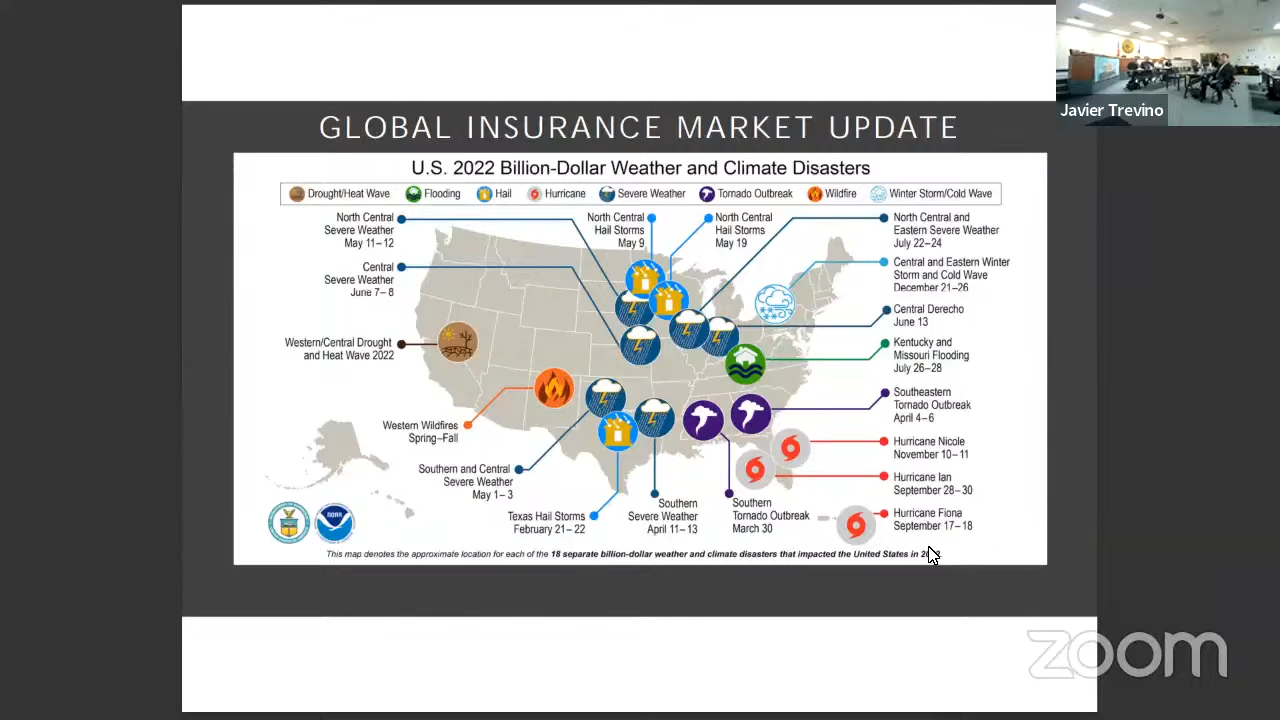 Javier Trevino
GLOBAL INSURANCE MARKET UPDATE
U.S. 2022 Billion-Dollar Weather and Climate Disasters
Drought/Heat Wave
Flooding
Hail
Hurricane
Severe Weather
Tornado Outbreak
Wildfire
Winter Storm/Cold Wave
North Central
Severe Weather
May 11–12
North Central
Hail Storms
May 9
North Central
Hail Storms
May 19
North Central and
Eastern Severe Weather
July 22–24
Central
Severe Weather
June 7–8
Central and Eastern Winter
Storm and Cold Wave
December 21–26
Central Derecho
June 13
Western/Central Drought
and Heat Wave 2022
Kentucky and
Missouri Flooding
July 26–28
Southeastern
Tornado Outbreak
April 4–6
Western Wildfires
Spring–Fall
Hurricane Nicole
November 10–11
Southern and Central
Severe Weather
May 1–3
Hurricane Ian
September 28–30
Texas Hail Storms
February 21–22
Southern
Severe Weather
April 11–13
Southern
Tornado Outbreak
March 30
Hurricane Fiona
September 17–18
NOAA
This map denotes the approximate location for each of the 18 separate billion-dollar weather and climate disasters that impacted the United States in
zoom